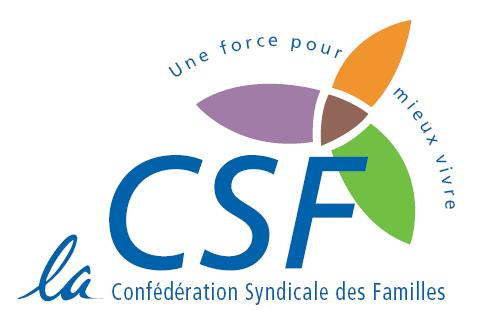 Une force pour mieux vivre
la CSF
Confédération Syndicale des Familles